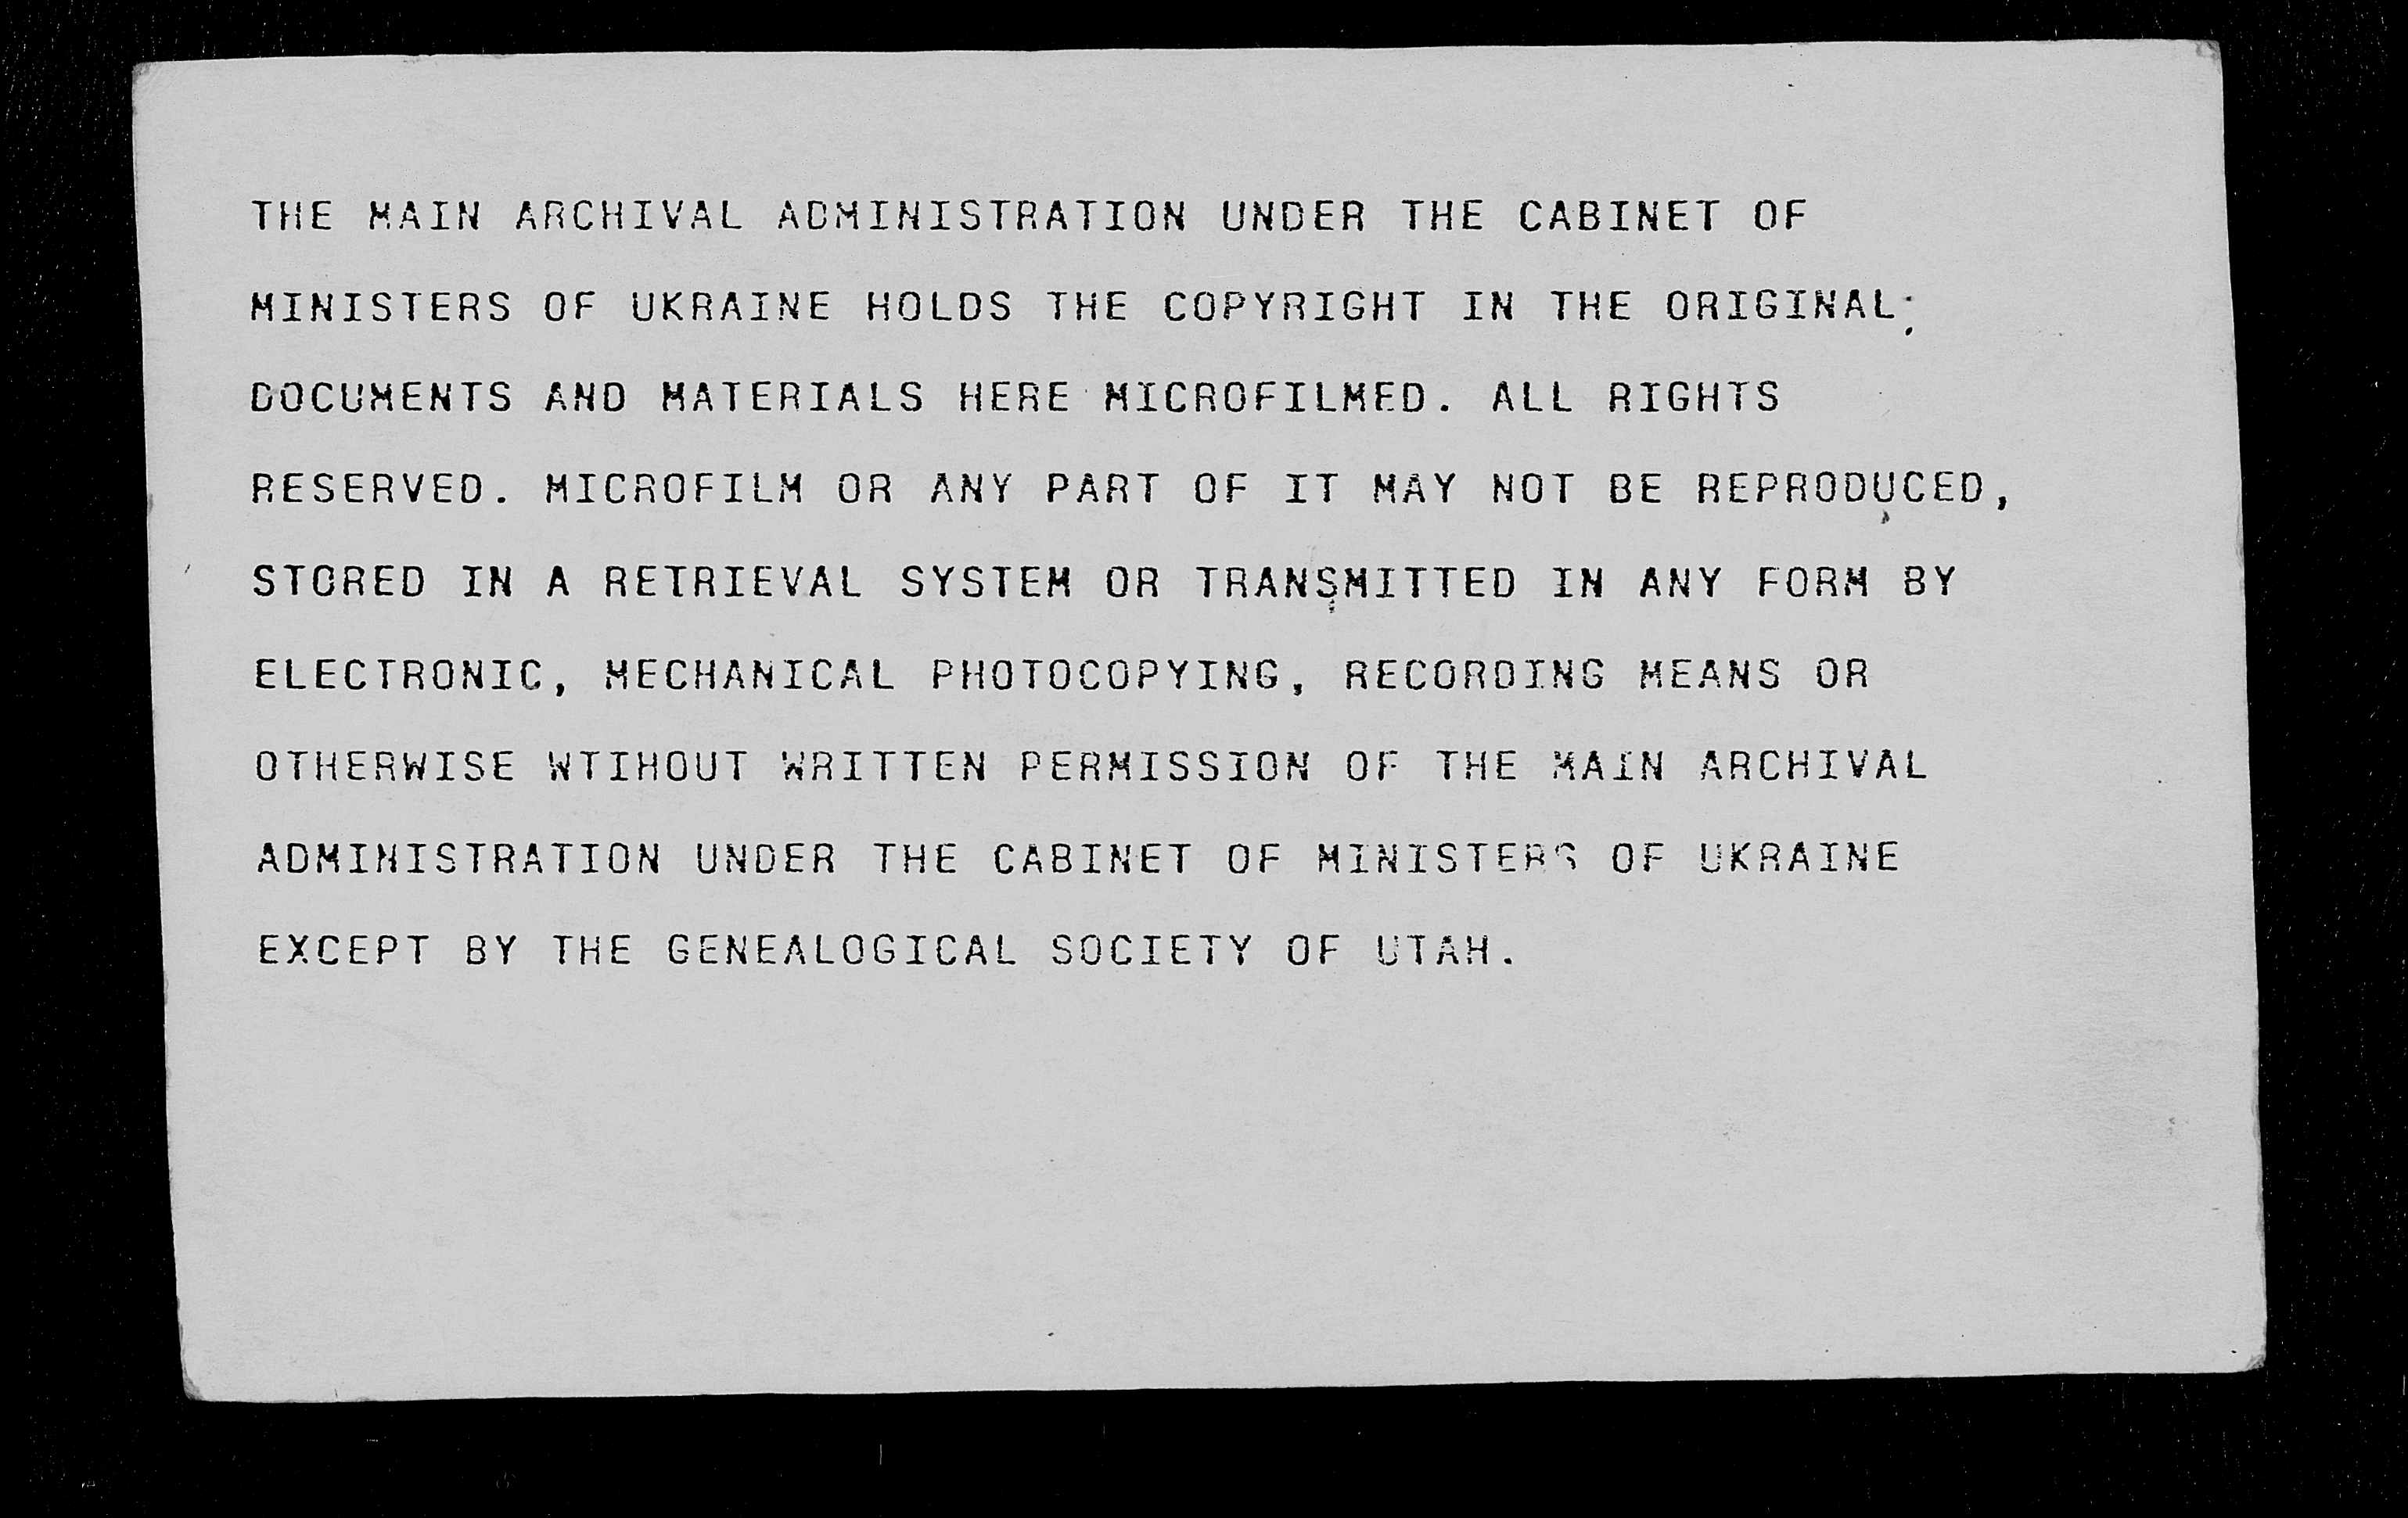 THE MAIN ARCHIVAL ADMINISTRATION UNDER THE CABINET OF
MINISTERS OF UKRAINE HOLDS THE COPYRIGHT IN THE ORIGINAL;
DOCUMENTS AND MATERIALS HERE MICROFILMED. ALL RIGHTS
RESERVED. MICROFILM OR ANY PART OF IT MAY NOT BE REPRODUCED,
STORED IN A RETRIEVAL SYSTEM OR TRANSMITTED IN ANY FORM BY
ELECTRONIC, MECHANICAL PHOTOCOPYING, RECORDING MEANS OR
OTHERWISE WTIHOUT WRITTEN PERMISSION OF THE MAIN ARCHIVAL
ADMINISTRATION UNDER THE CABINET OF MINISTERS OF UKRAINE
EXCEPT BY THE GENEALOGICAL SOCIETY OF UTAH.